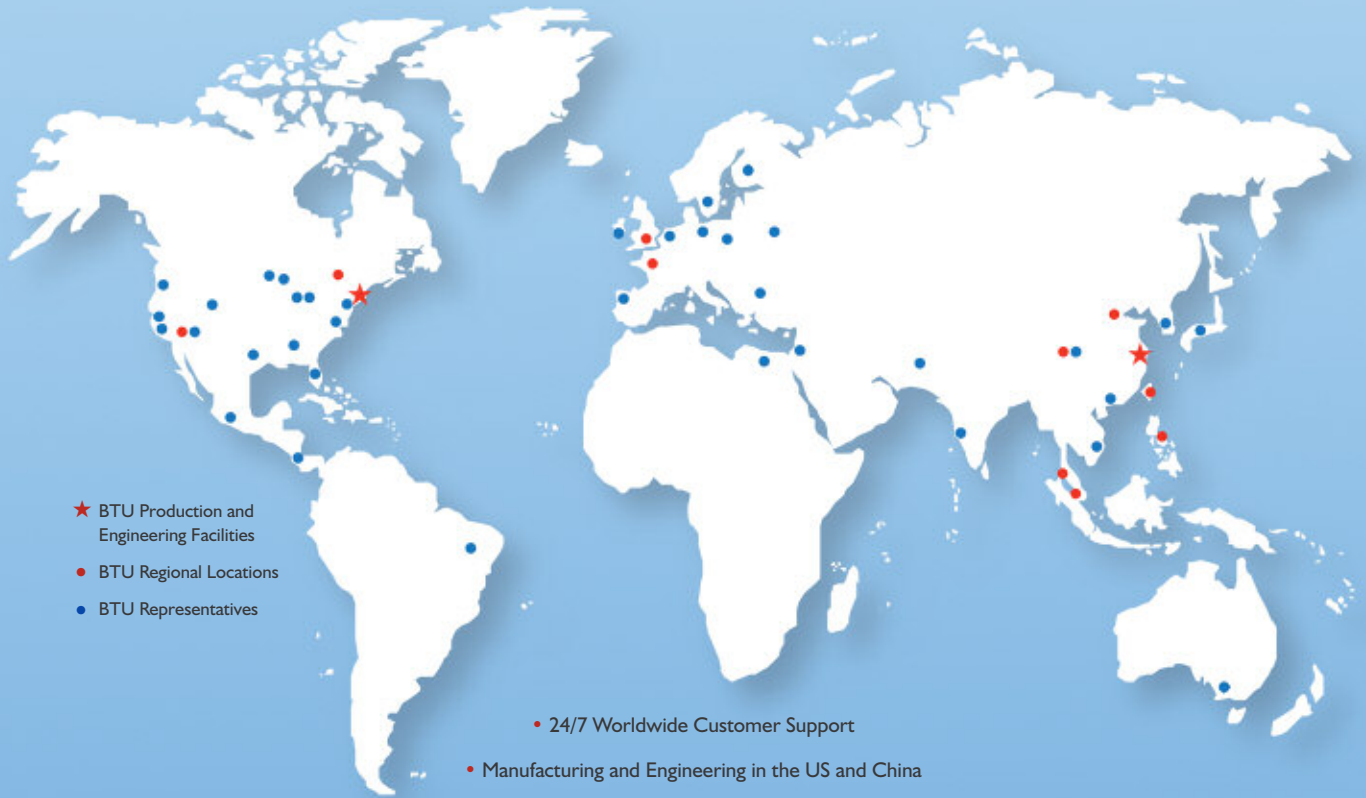 ★ BTU Production and
Engineering Facilities
• BTU Regional Locations
• BTU Representatives
• 24/7 Worldwide Customer Support
• Manufacturing and Engineering in the US and China